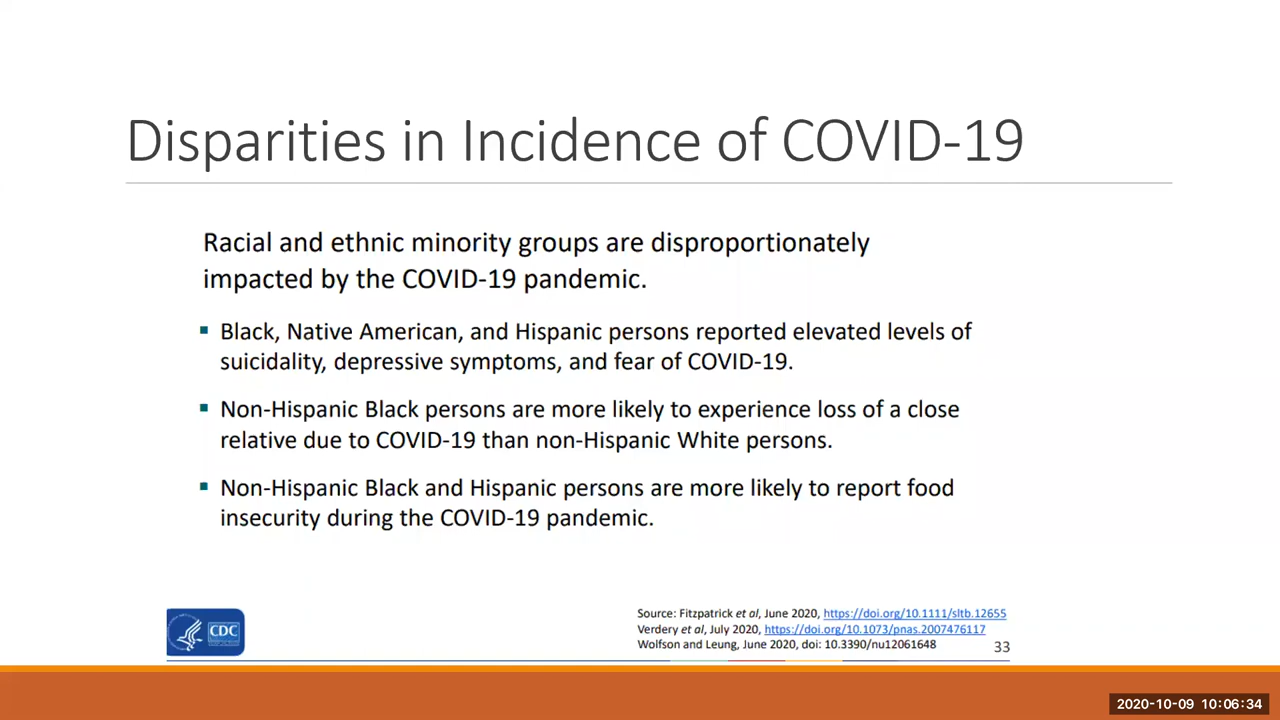 Disparities in Incidence of COVID-19
Racial and ethnic minority groups are disproportionately
impacted by the COVID-19 pandemic.
▪ Black, Native American, and Hispanic persons reported elevated levels of
suicidality, depressive symptoms, and fear of COVID-19.
▪ Non-Hispanic Black persons are more likely to experience loss of a close
relative due to COVID-19 than non-Hispanic White persons.
▪ Non-Hispanic Black and Hispanic persons are more likely to report food
insecurity during the COVID-19 pandemic.
CDC
Source: Fitzpatrick et al, June 2020, https://doi.org/10.1111/sltb.12655
Verdery et al, July 2020, https://doi.org/10.1073/pnas.2007476117
Wolfson and Leung, June 2020, doi: 10.3390/nu12061648
33
2020-10-09 10:06:34